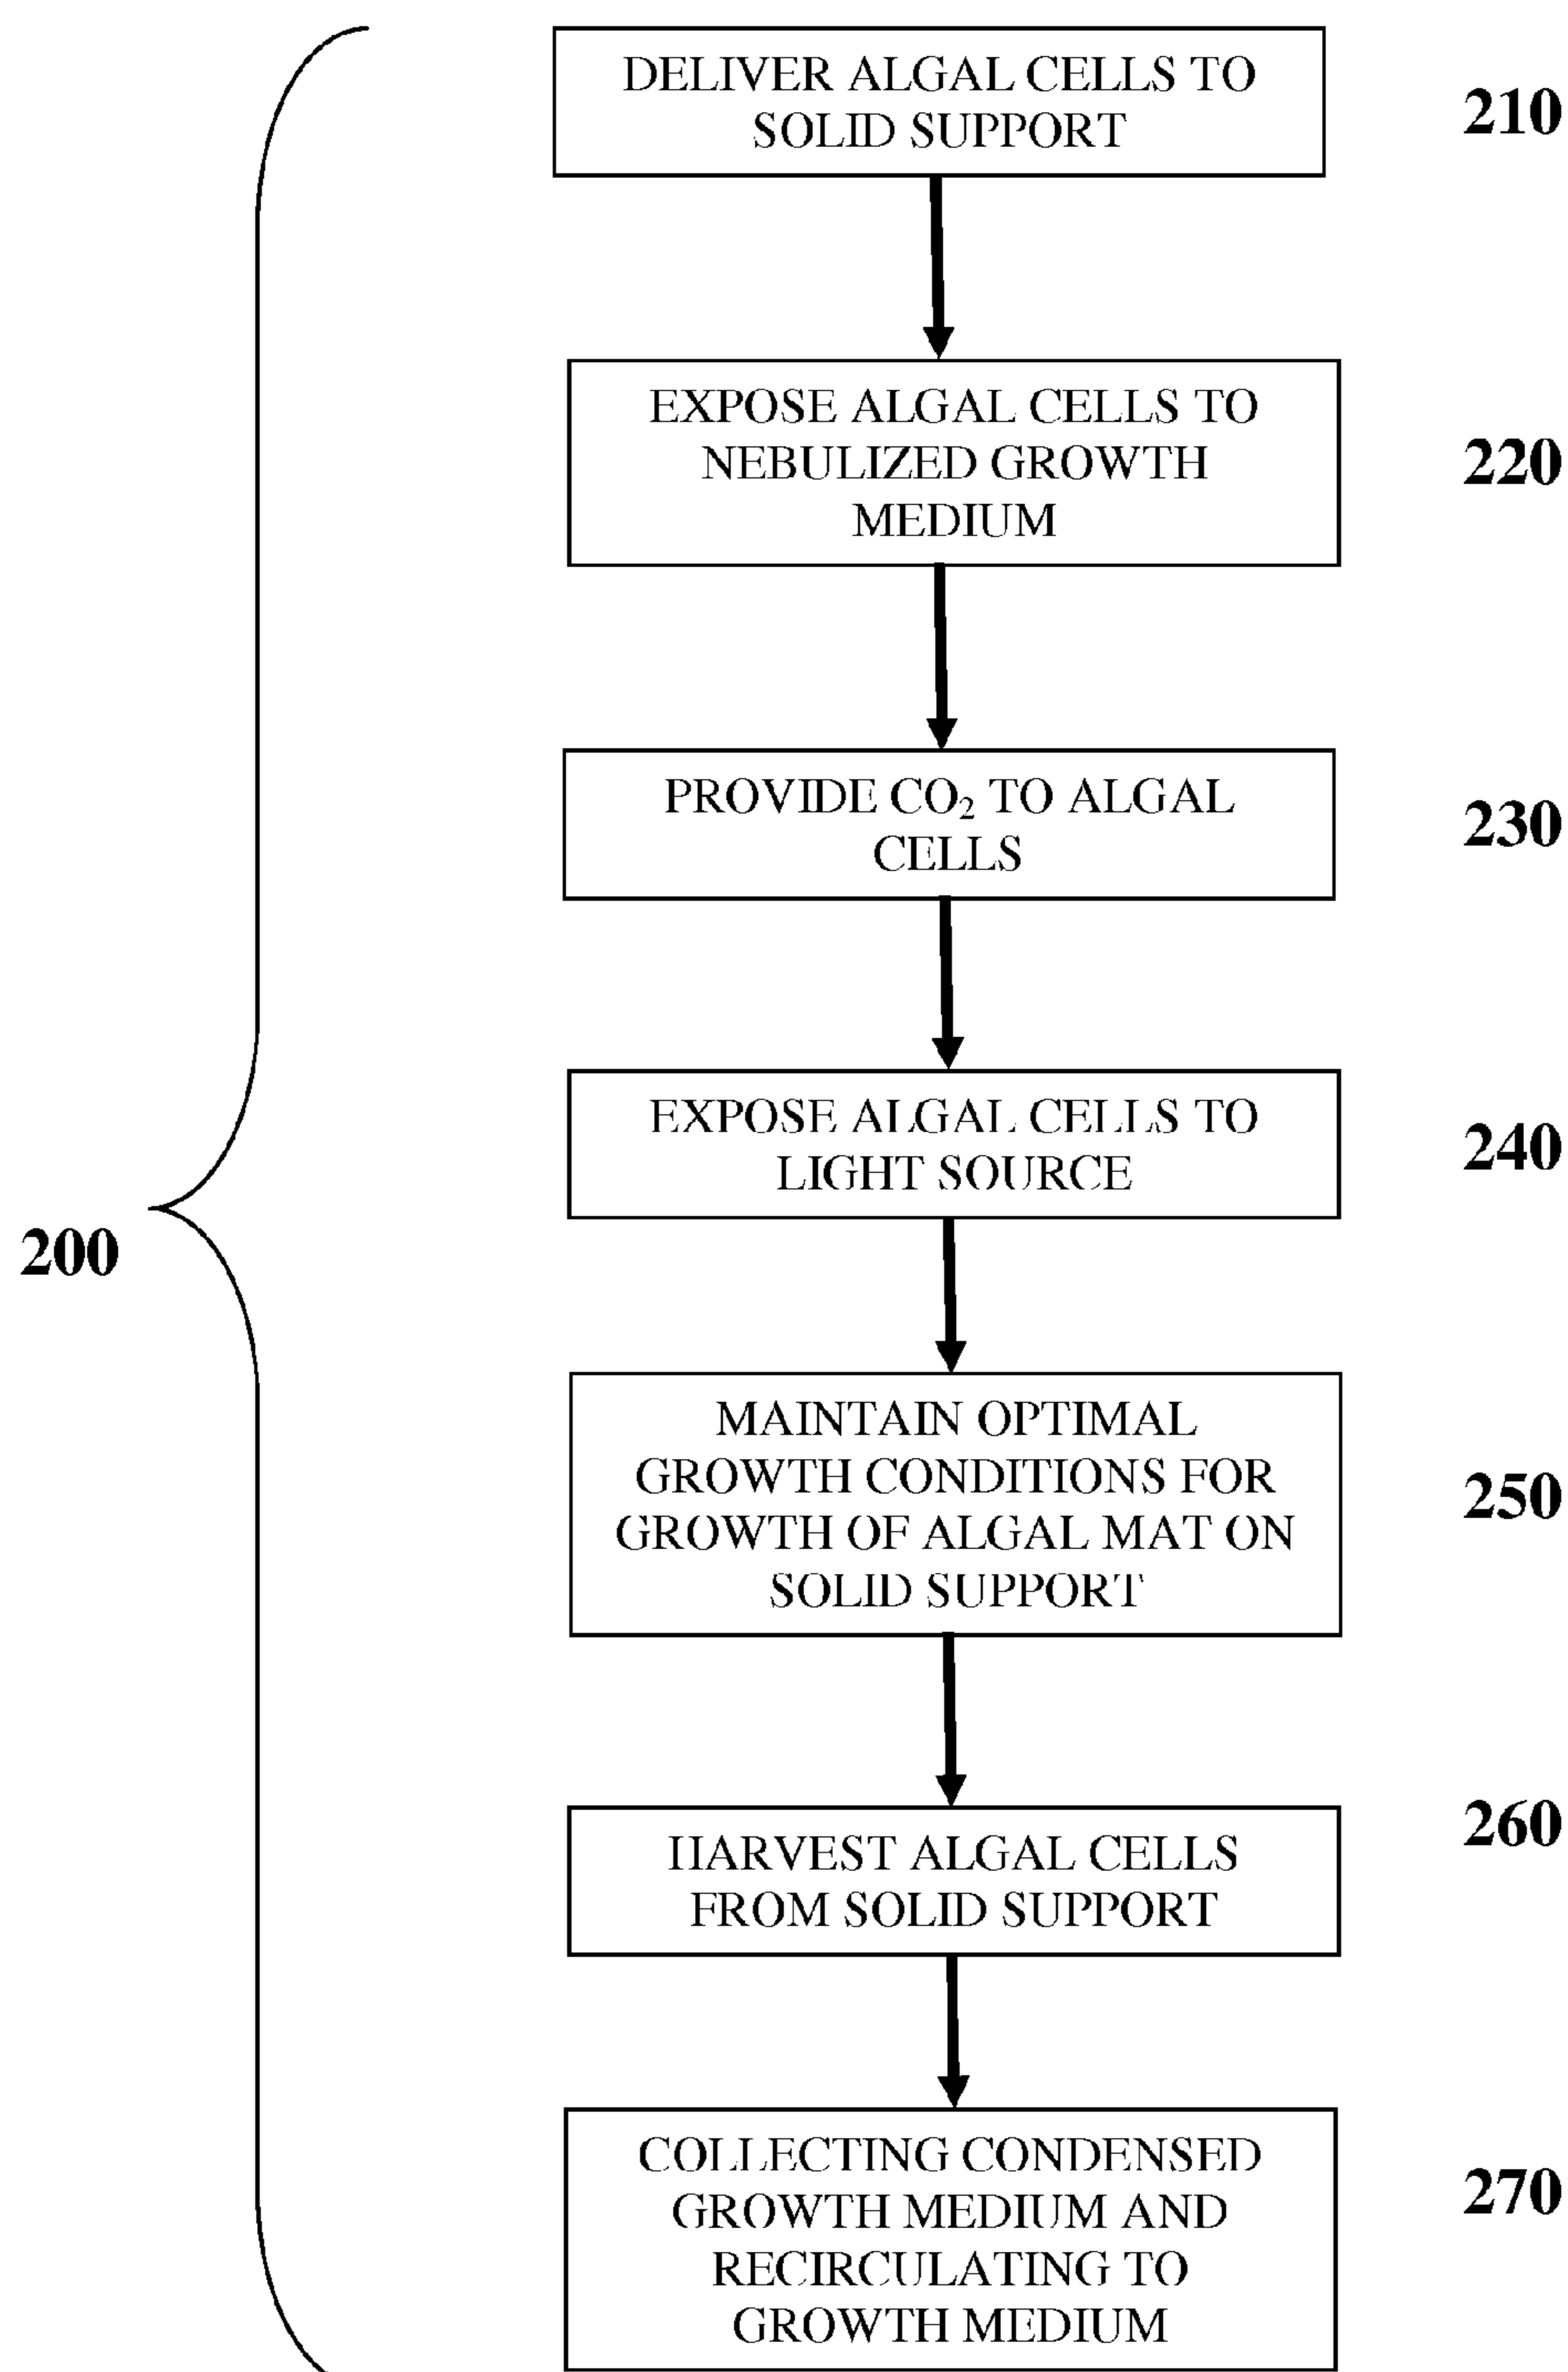 DELIVER ALGAL CELLS TO
SOLID SUPPORT
210
EXPOSE ALGAL CELLS TO
NEBULIZED GROWTH
MEDIUM
220
PROVIDE CO₂ TO ALGAL
CELLS
230
EXPOSE ALGAL CELLS TO
LIGHT SOURCE
240
200
MAINTAIN OPTIMAL
GROWTH CONDITIONS FOR
GROWTH OF ALGAL MAT ON
SOLID SUPPORT
250
HARVEST ALGAL CELLS
FROM SOLID SUPPORT
260
COLLECTING CONDENSED
GROWTH MEDIUM AND
RECIRCULATING TO
GROWTH MEDIUM
270